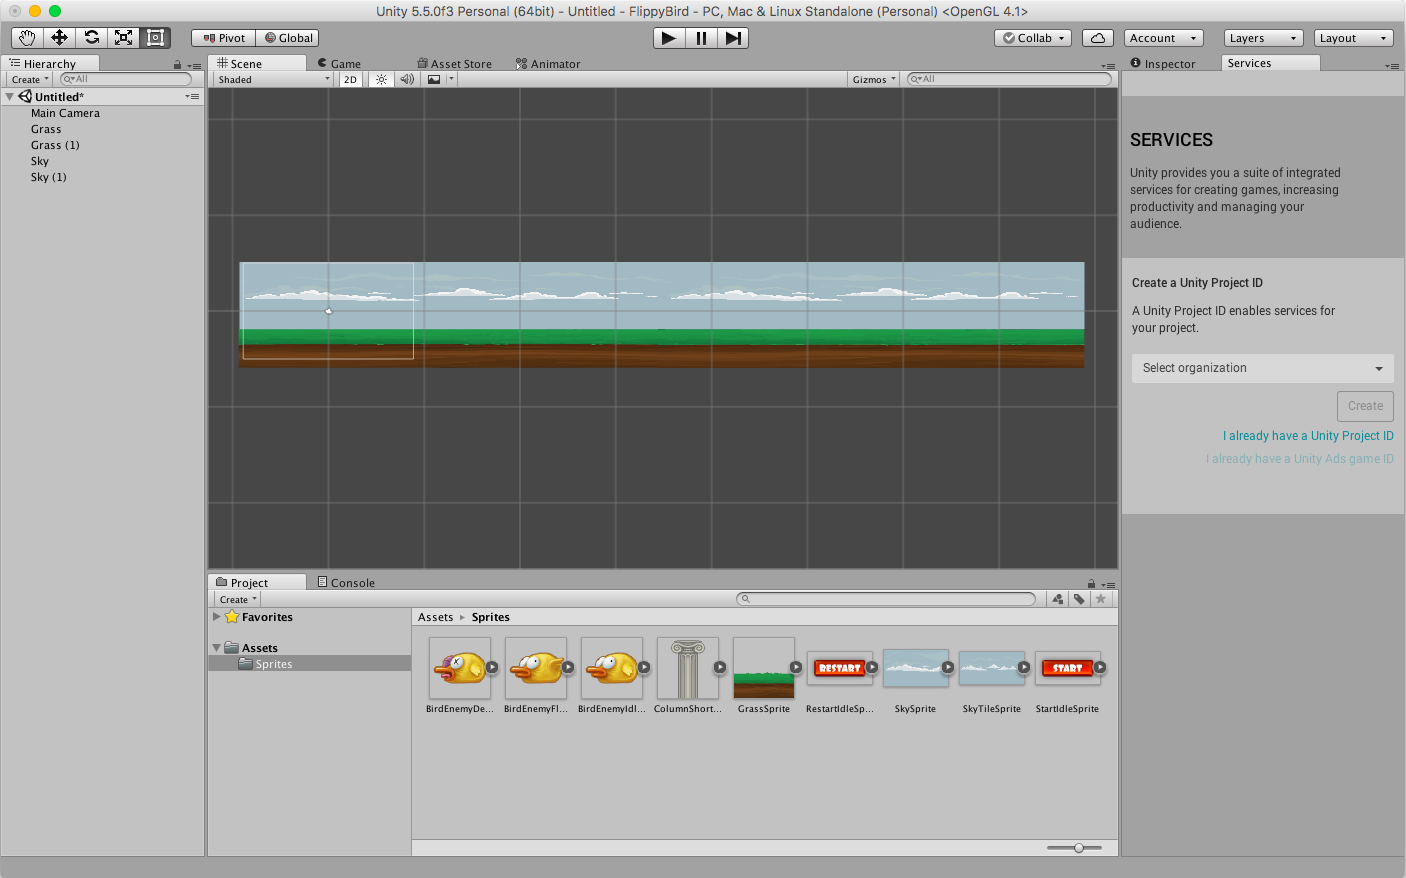 Unity 5.5.0f3 Personal (64bit) - Untitled - FlippyBird - PC, Mac & Linux Standalone (Personal) <OpenGL 4.1>
Pivot Global Collab Account Layers Layout
Hierarchy
Create All
Untitled*
Main Camera
Grass
Grass (1)
Sky
Sky (1)
Scene Game Asset Store Animator
Shaded 2D Gizmos All
Inspector Services
SERVICES
Unity provides you a suite of integrated
services for creating games, increasing
productivity and managing your
audience.
Create a Unity Project ID
A Unity Project ID enables services for
your project.
Select organization
Create
I already have a Unity Project ID
I already have a Unity Ads game ID
Project Console
Create
Favorites
Assets
Sprites
Assets Sprites
RESTART START
BirdEnemyDe... BirdEnemyFl... BirdEnemyIdl... ColumnShort... GrassSprite RestartIdleSp... SkySprite SkyTileSprite StartIdleSprite